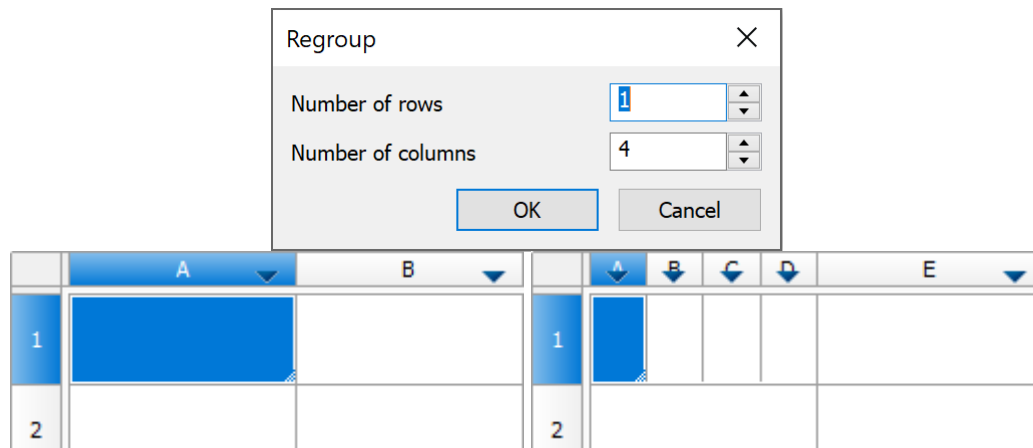 Regroup
Number of rows 1
Number of columns 4
OK Cancel
A B A B C D E
1 1
2 2